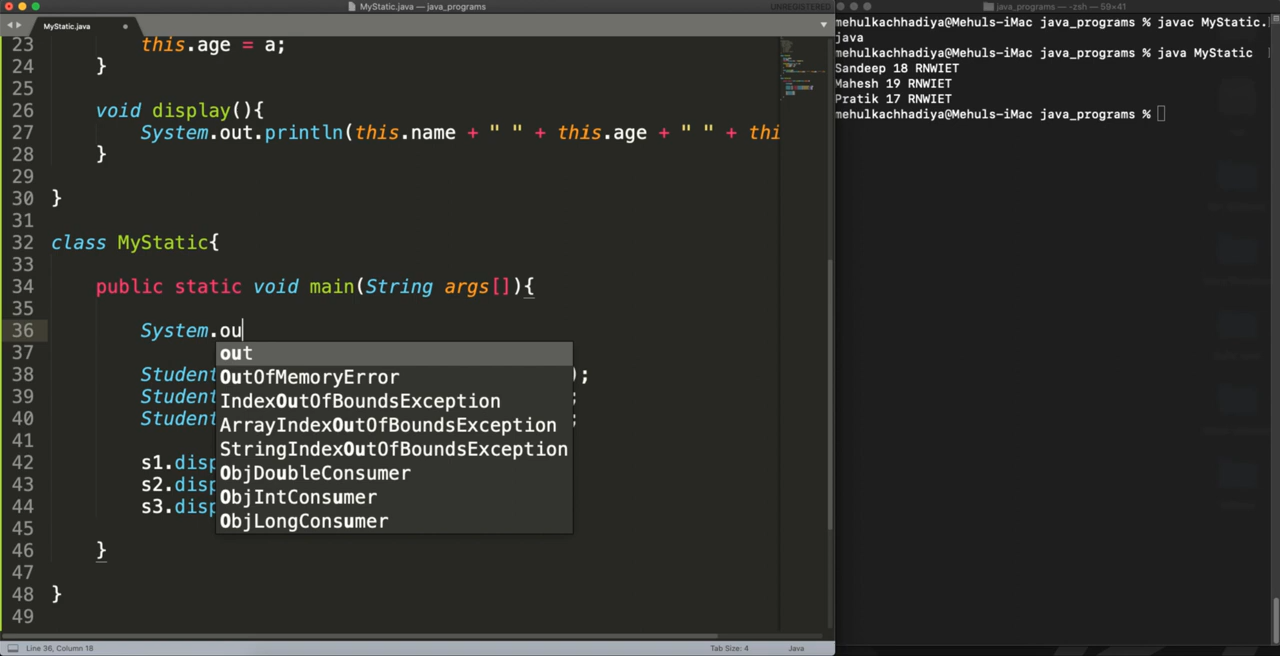 MyStatic.java — java_programs
UNREGISTERED
MyStatic.java
23 this.age = a;
24 }
25
26 void display(){
27 System.out.println(this.name + " " + this.age + " " + thi
28 }
29
30 }
31
32 class MyStatic{
33
34 public static void main(String args[]){
35
36 System.ou
37
out
OutOfMemoryError
IndexOutOfBoundsException
ArrayIndexOutOfBoundsException
StringIndexOutOfBoundsException
ObjDoubleConsumer
ObjIntConsumer
ObjLongConsumer
38 Student );
39 Student ;
40 Student ;
41
42 s1.disp
43 s2.disp
44 s3.disp
45
46 }
47
48 }
49
Line 36, Column 18
Tab Size: 4
Java
java_programs — -zsh — 59×41
mehulkachhadiya@Mehuls-iMac java_programs % javac MyStatic.
java
mehulkachhadiya@Mehuls-iMac java_programs % java MyStatic
Sandeep 18 RNWIET
Mahesh 19 RNWIET
Pratik 17 RNWIET
mehulkachhadiya@Mehuls-iMac java_programs %